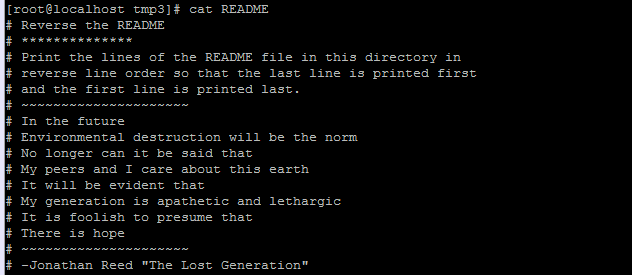 [root@localhost tmp3]# cat README
# Reverse the README
# **************
# Print the lines of the README file in this directory in
# reverse line order so that the last line is printed first
# and the first line is printed last.
# ~~~~~~~~~~~~~~~~~~~~~
# In the future
# Environmental destruction will be the norm
# No longer can it be said that
# My peers and I care about this earth
# It will be evident that
# My generation is apathetic and lethargic
# It is foolish to presume that
# There is hope
# ~~~~~~~~~~~~~~~~~~~~~
# -Jonathan Reed "The Lost Generation"